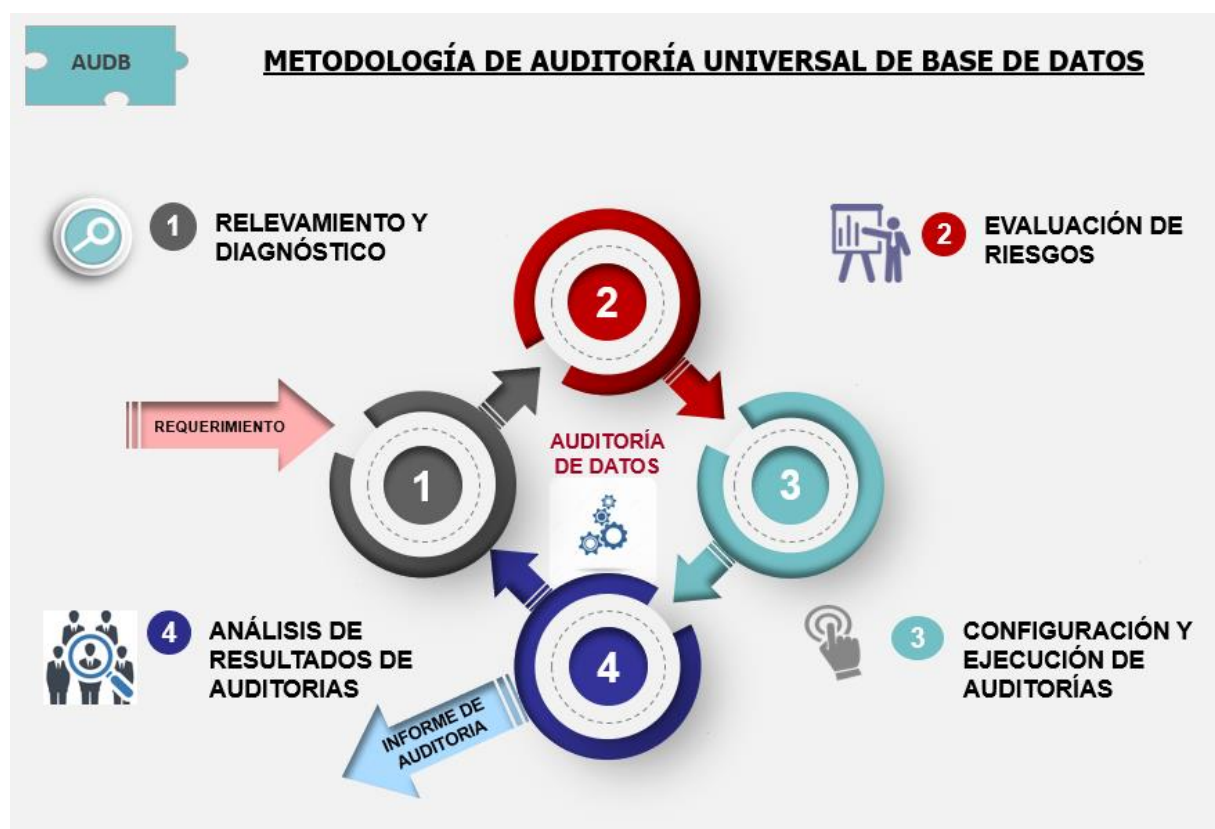 AUDB
METODOLOGÍA DE AUDITORÍA UNIVERSAL DE BASE DE DATOS
1
RELEVAMIENTO Y
DIAGNÓSTICO
2
EVALUACIÓN DE
RIESGOS
2
REQUERIMIENTO
AUDITORÍA
DE DATOS
1
3
4
ANÁLISIS DE
RESULTADOS DE
AUDITORIAS
3
CONFIGURACIÓN Y
EJECUCIÓN DE
AUDITORÍAS
4
INFORME DE
AUDITORIA